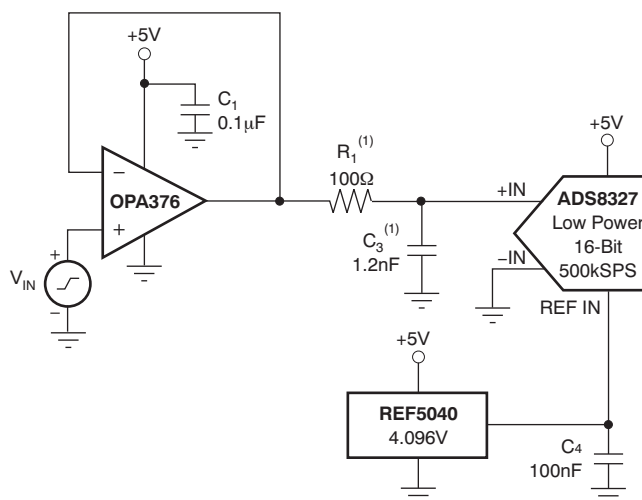 +5V
C1
0.1μF
−
OPA376
+
+
VIN
−
R1(1)
100Ω
C3(1)
1.2nF
+5V
+IN
ADS8327
Low Power
16-Bit
500kSPS
−IN
REF IN
+5V
REF5040
4.096V
C4
100nF